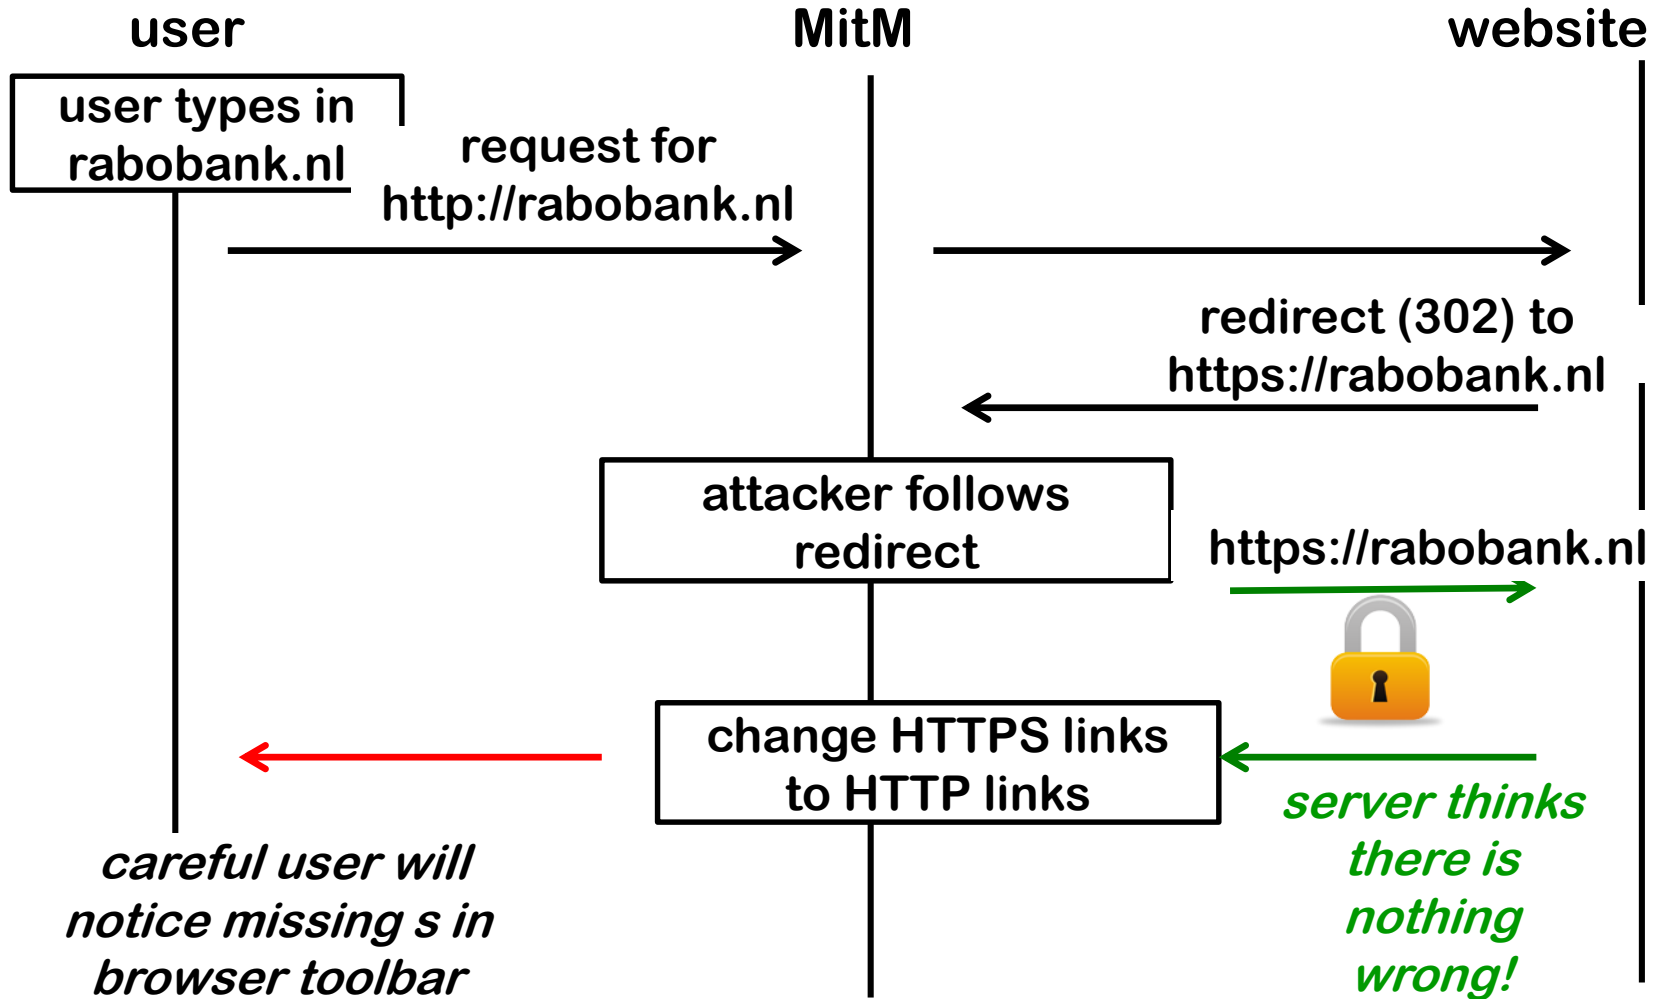 user
MitM
website
user types in
rabobank.nl
request for
http://rabobank.nl
redirect (302) to
https://rabobank.nl
attacker follows
redirect
https://rabobank.nl
change HTTPS links
to HTTP links
server thinks
there is
nothing
wrong!
careful user will
notice missing s in
browser toolbar